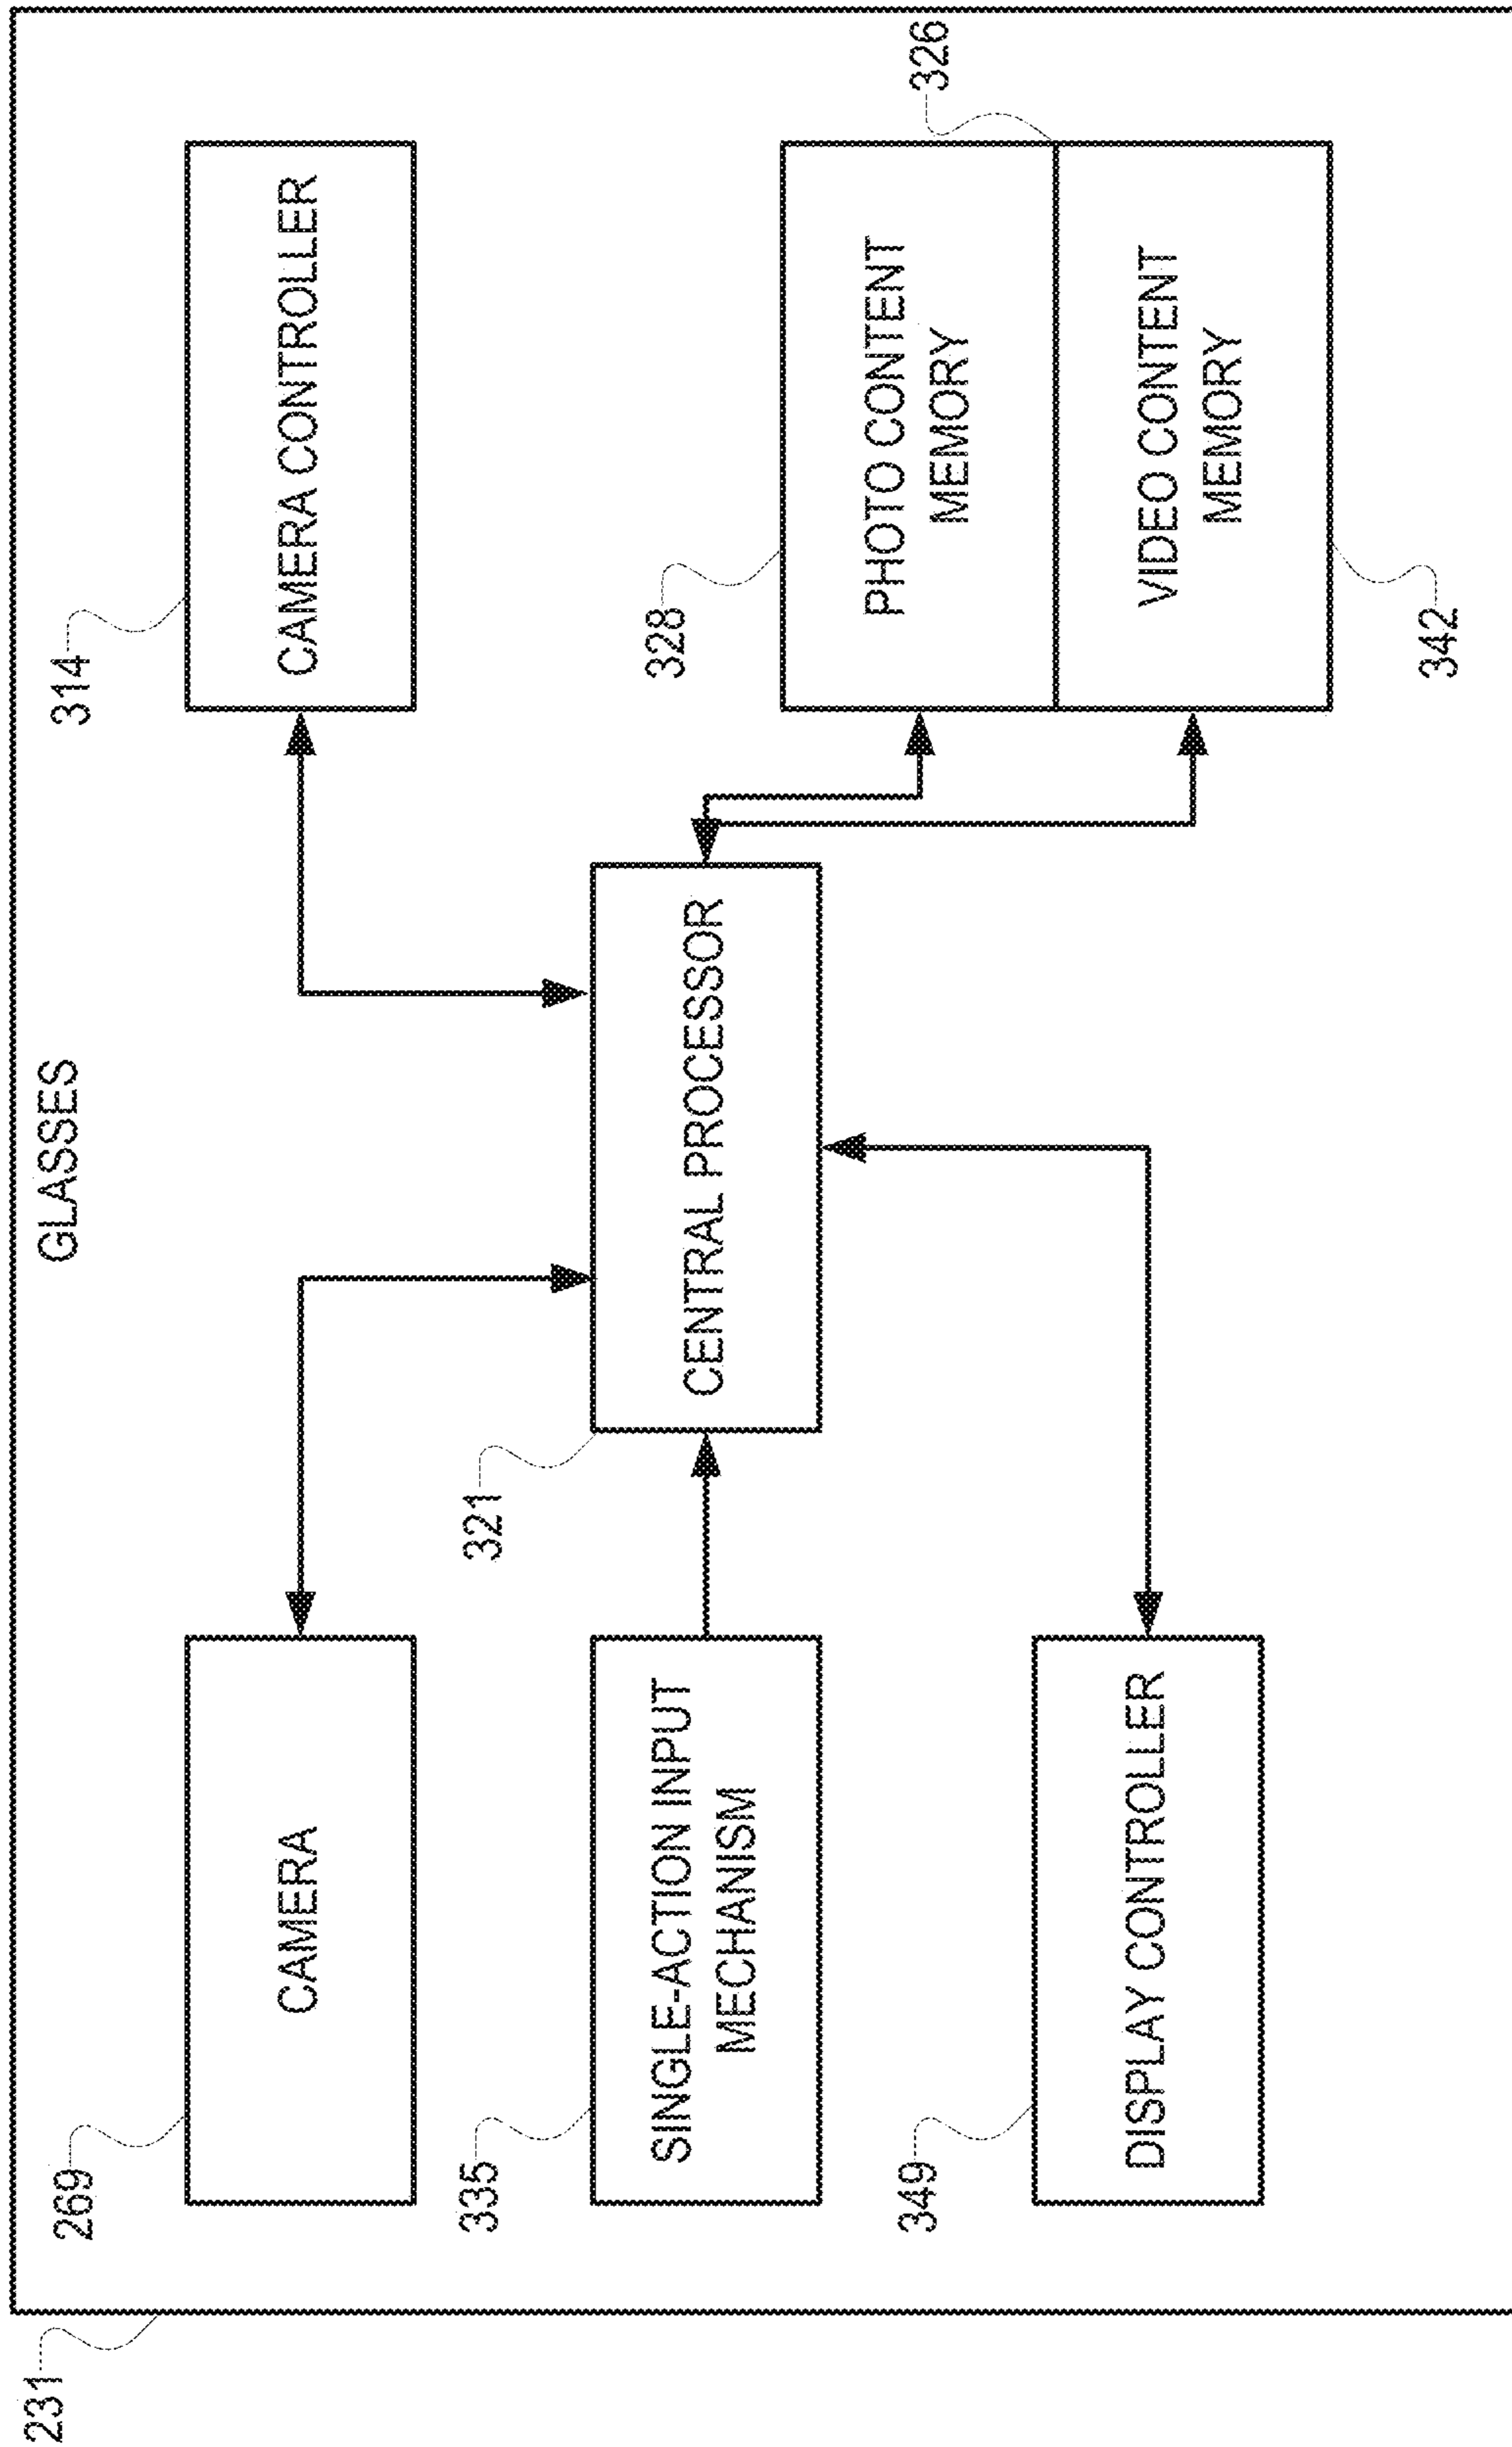 231
GLASSES
269
CAMERA
314
CAMERA CONTROLLER
335
SINGLE-ACTION INPUT
MECHANISM
321
CENTRAL PROCESSOR
328
PHOTO CONTENT
MEMORY
326
349
DISPLAY CONTROLLER
VIDEO CONTENT
MEMORY
342